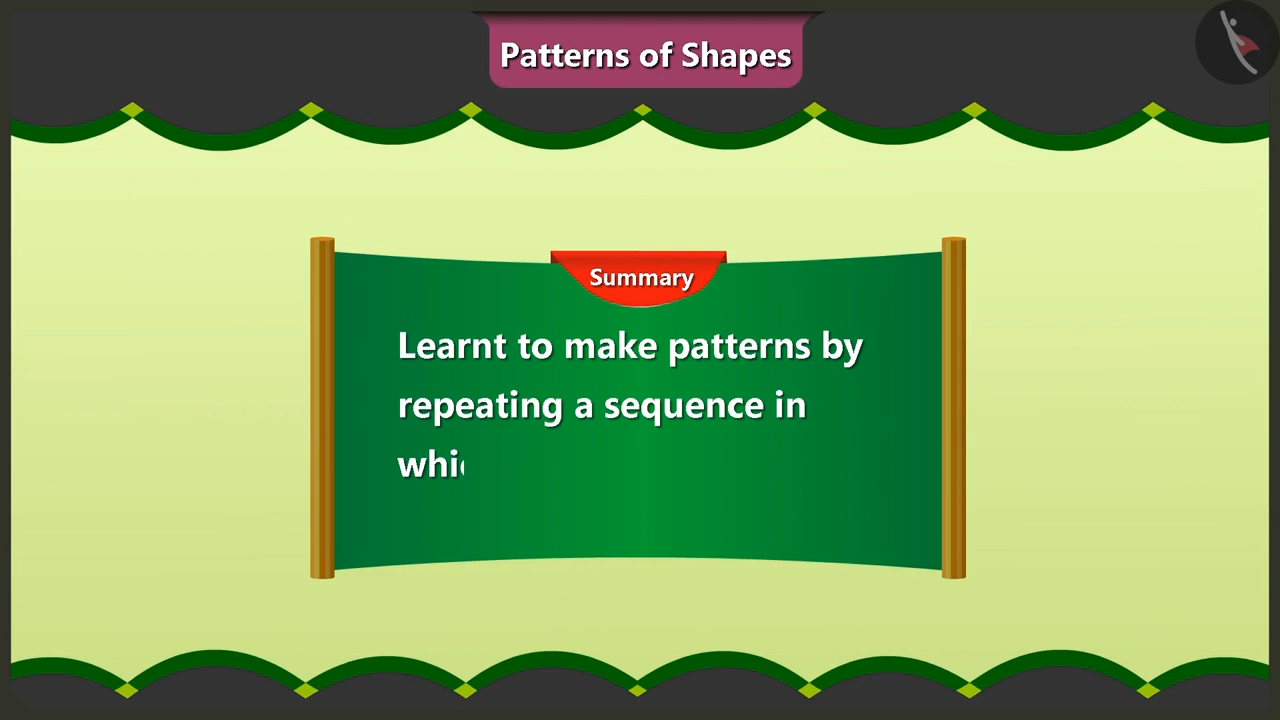 Patterns of Shapes
Summary
Learnt to make patterns by
repeating a sequence in